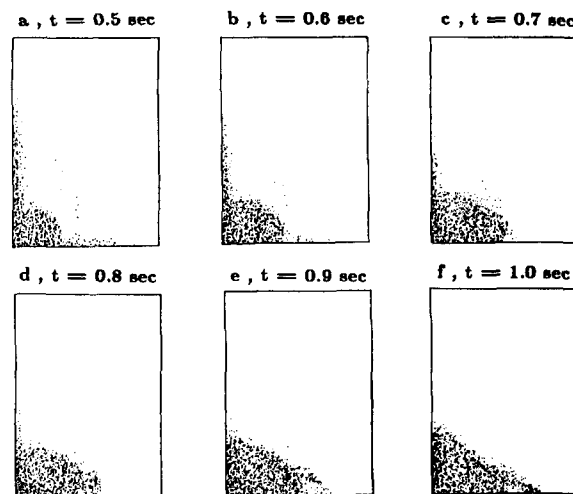 a , t = 0.5 sec
b , t = 0.6 sec
c , t = 0.7 sec
d , t = 0.8 sec
e , t = 0.9 sec
f , t = 1.0 sec